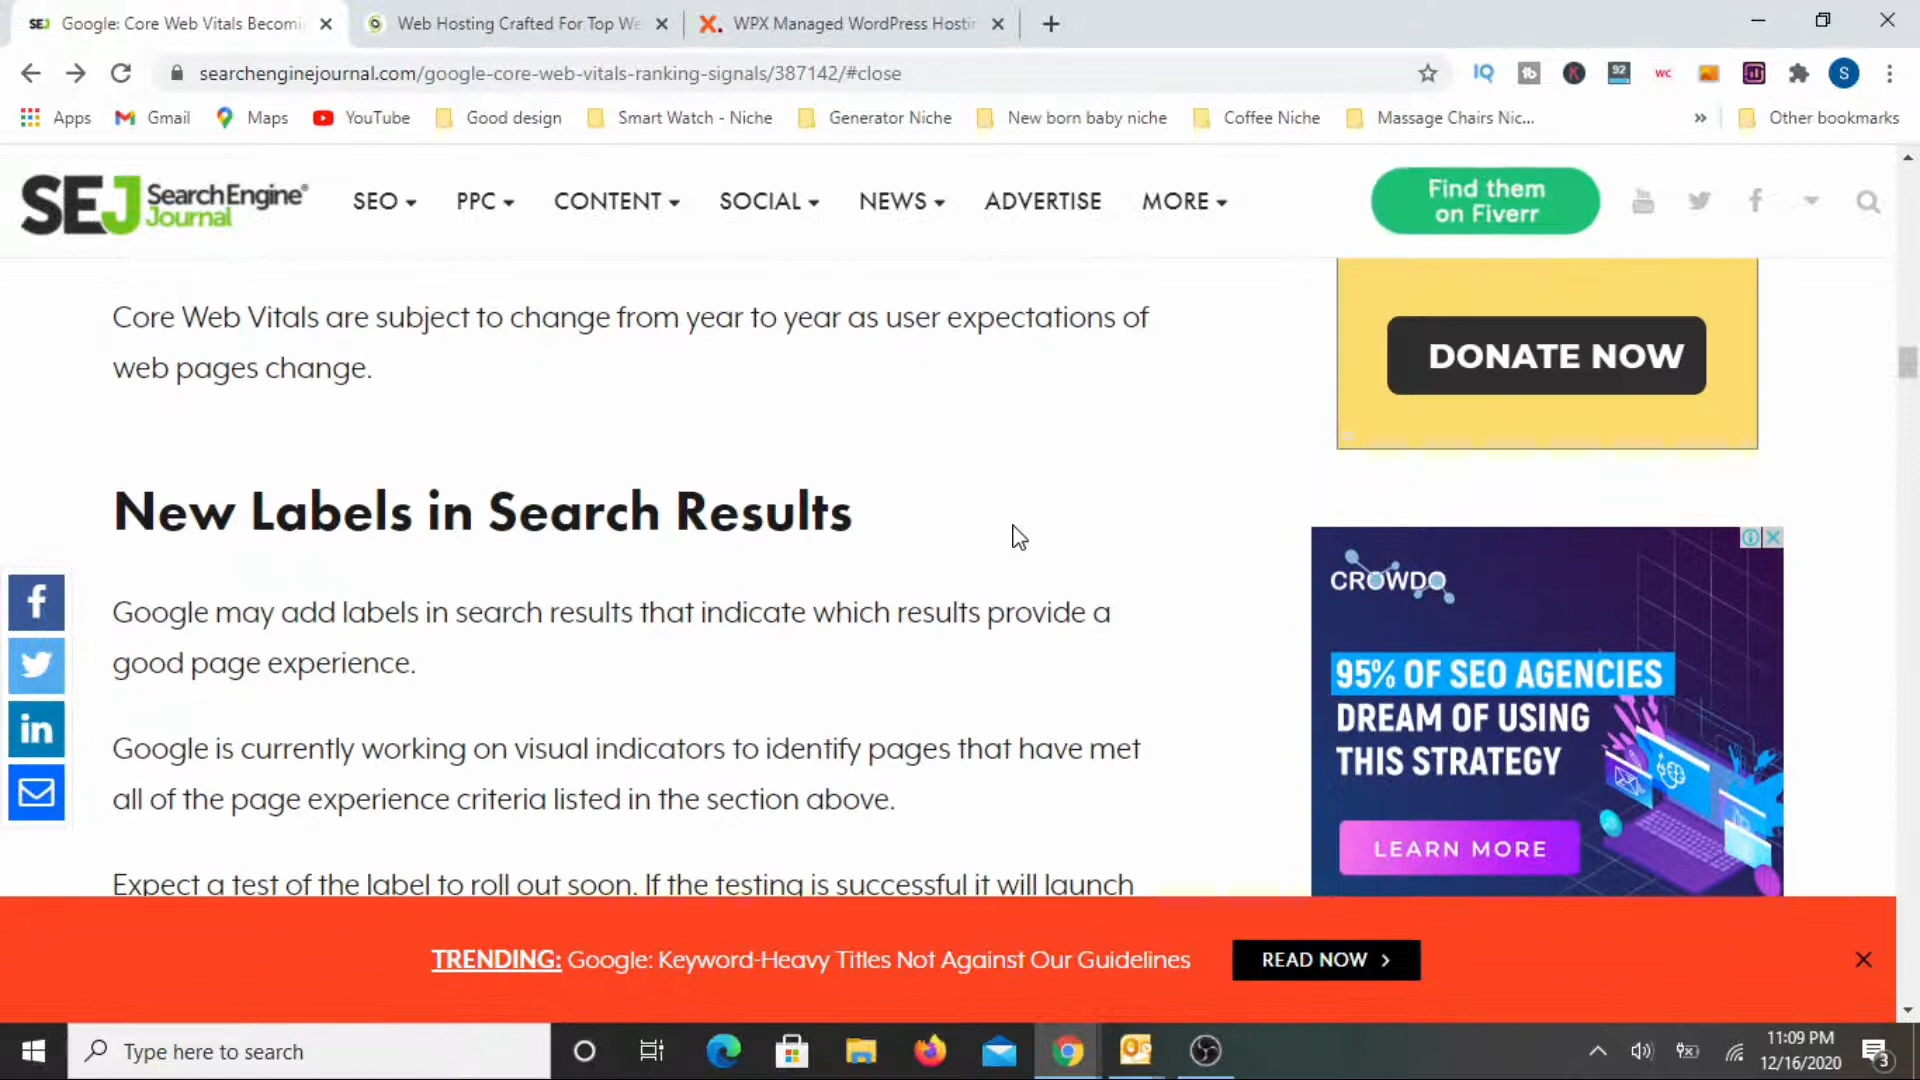 SEJ Google: Core Web Vitals Becomi
Web Hosting Crafted For Top We
WPX Managed WordPress Hosti
searchenginejournal.com/google-core-web-vitals-ranking-signals/387142/#close
IQ
tb
K
92
wc
S
Apps
Gmail
Maps
YouTube
Good design
Smart Watch - Niche
Generator Niche
New born baby niche
Coffee Niche
Massage Chairs Nic...
»
Other bookmarks
SEJ SearchEngine® Journal
SEO
PPC
CONTENT
SOCIAL
NEWS
ADVERTISE
MORE
Find them
on Fiverr
Core Web Vitals are subject to change from year to year as user expectations of
web pages change.
DONATE NOW
New Labels in Search Results
Google may add labels in search results that indicate which results provide a
good page experience.
Google is currently working on visual indicators to identify pages that have met
all of the page experience criteria listed in the section above.
Expect a test of the label to roll out soon. If the testing is successful it will launch
CROWDO
95% OF SEO AGENCIES
DREAM OF USING
THIS STRATEGY
LEARN MORE
TRENDING: Google: Keyword-Heavy Titles Not Against Our Guidelines
READ NOW >
Type here to search
11:09 PM
12/16/2020
3